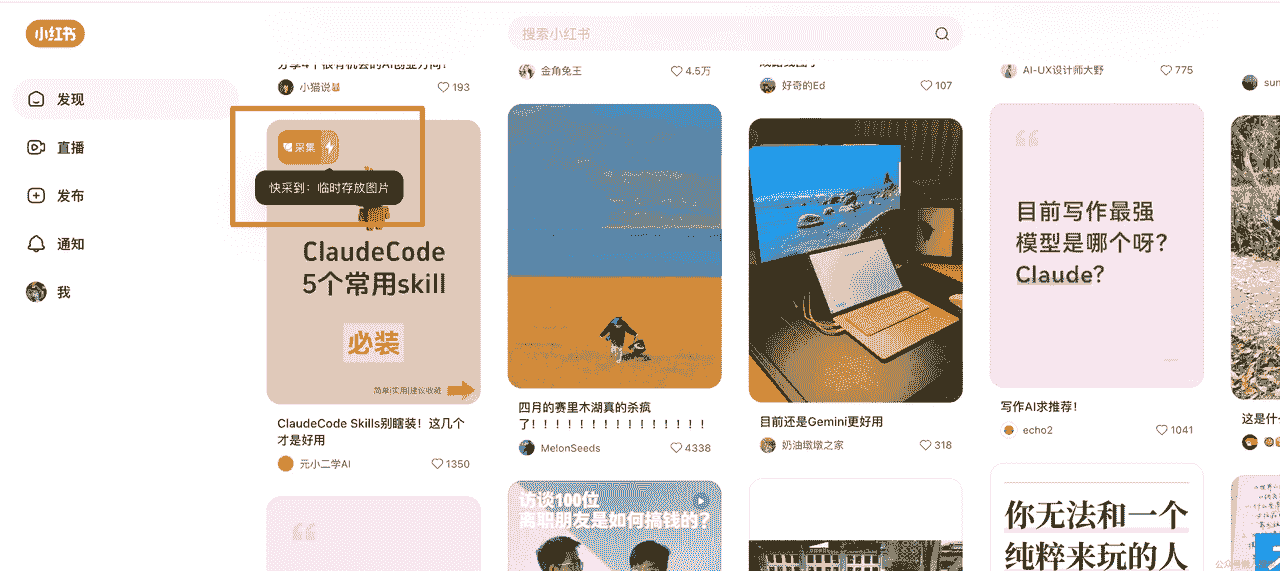 小红书
搜索小红书
发现
直播
发布
通知
我
小猫说
193
采集
快采到：临时存放图片
ClaudeCode
5个常用skill
必装
简单|实用|建议收藏
ClaudeCode Skills别瞎装！这几个
才是好用
元小二学AI
1350
金角兔王
4.5万
四月的赛里木湖真的杀疯
了！！！！！！！！！！！！！！！
MelonSeeds
4338
访谈100位
离职朋友是如何搞钱的?
好奇的Ed
107
目前还是Gemini更好用
奶油墩墩之家
318
AI-UX设计师大野
775
目前写作最强
模型是哪个呀？
Claude？
写作AI求推荐！
echo2
1041
你无法和一个
纯粹来玩的人
sun
这是什